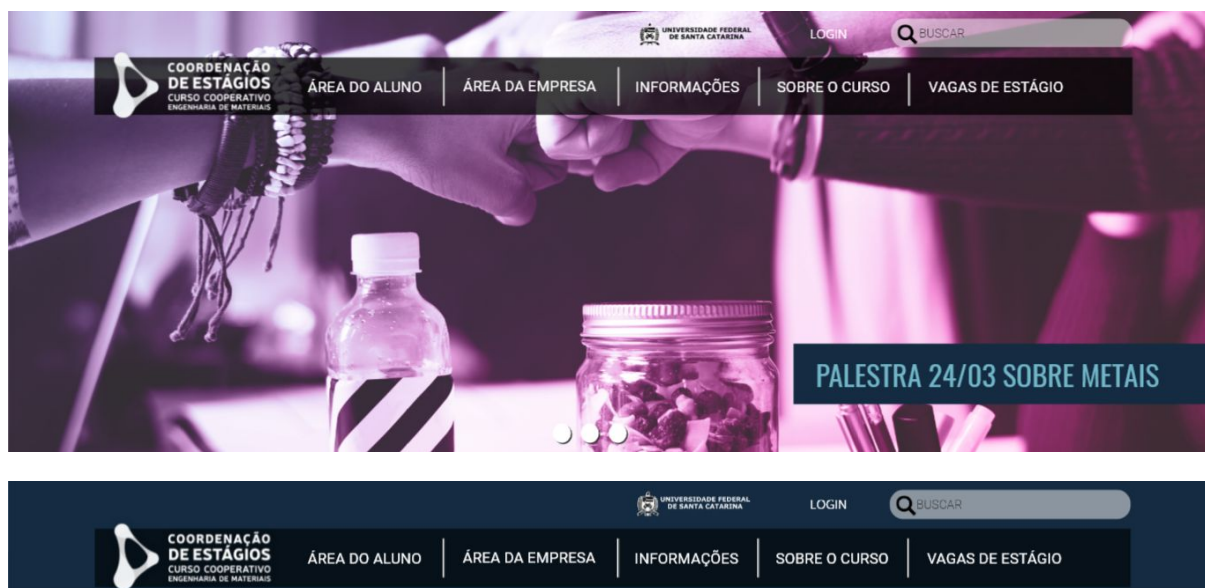 UNIVERSIDADE FEDERAL
DE SANTA CATARINA
LOGIN
BUSCAR
COORDENAÇÃO
DE ESTÁGIOS
CURSO COOPERATIVO
ENGENHARIA DE MATERIAIS
ÁREA DO ALUNO
ÁREA DA EMPRESA
INFORMAÇÕES
SOBRE O CURSO
VAGAS DE ESTÁGIO
PALESTRA 24/03 SOBRE METAIS
UNIVERSIDADE FEDERAL
DE SANTA CATARINA
LOGIN
BUSCAR
COORDENAÇÃO
DE ESTÁGIOS
CURSO COOPERATIVO
ENGENHARIA DE MATERIAIS
ÁREA DO ALUNO
ÁREA DA EMPRESA
INFORMAÇÕES
SOBRE O CURSO
VAGAS DE ESTÁGIO